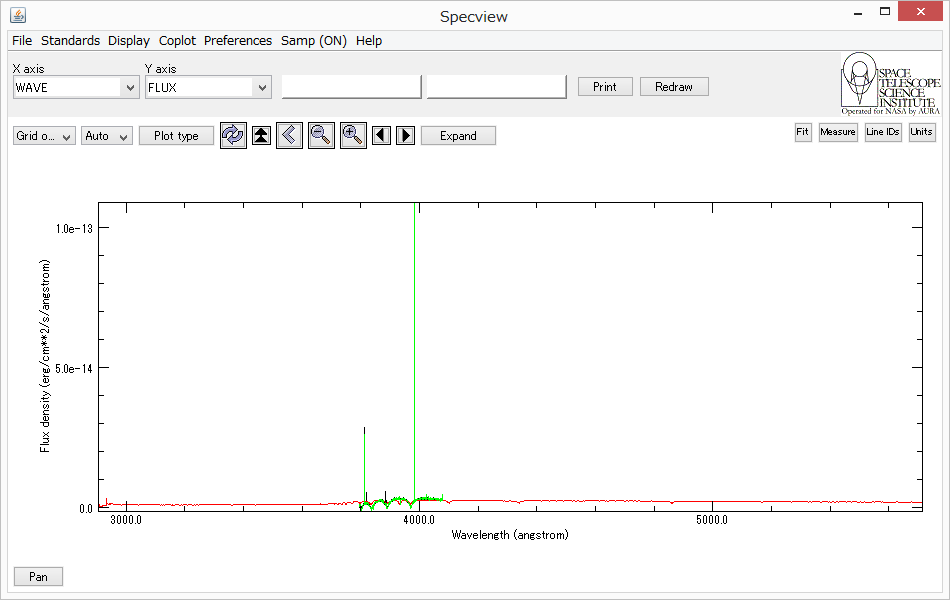 Specview
File Standards Display Coplot Preferences Samp (ON) Help
X axis
Y axis
WAVE
FLUX
Print
Redraw
SPACE
TELESCOPE
SCIENCE
INSTITUTE
Operated for NASA by AURA
Grid o...
Auto
Plot type
Expand
Fit
Measure
Line IDs
Units
1.0e-13
5.0e-14
0.0
Flux density (erg/cm**2/s/angstrom)
3000.0
4000.0
5000.0
Wavelength (angstrom)
Pan